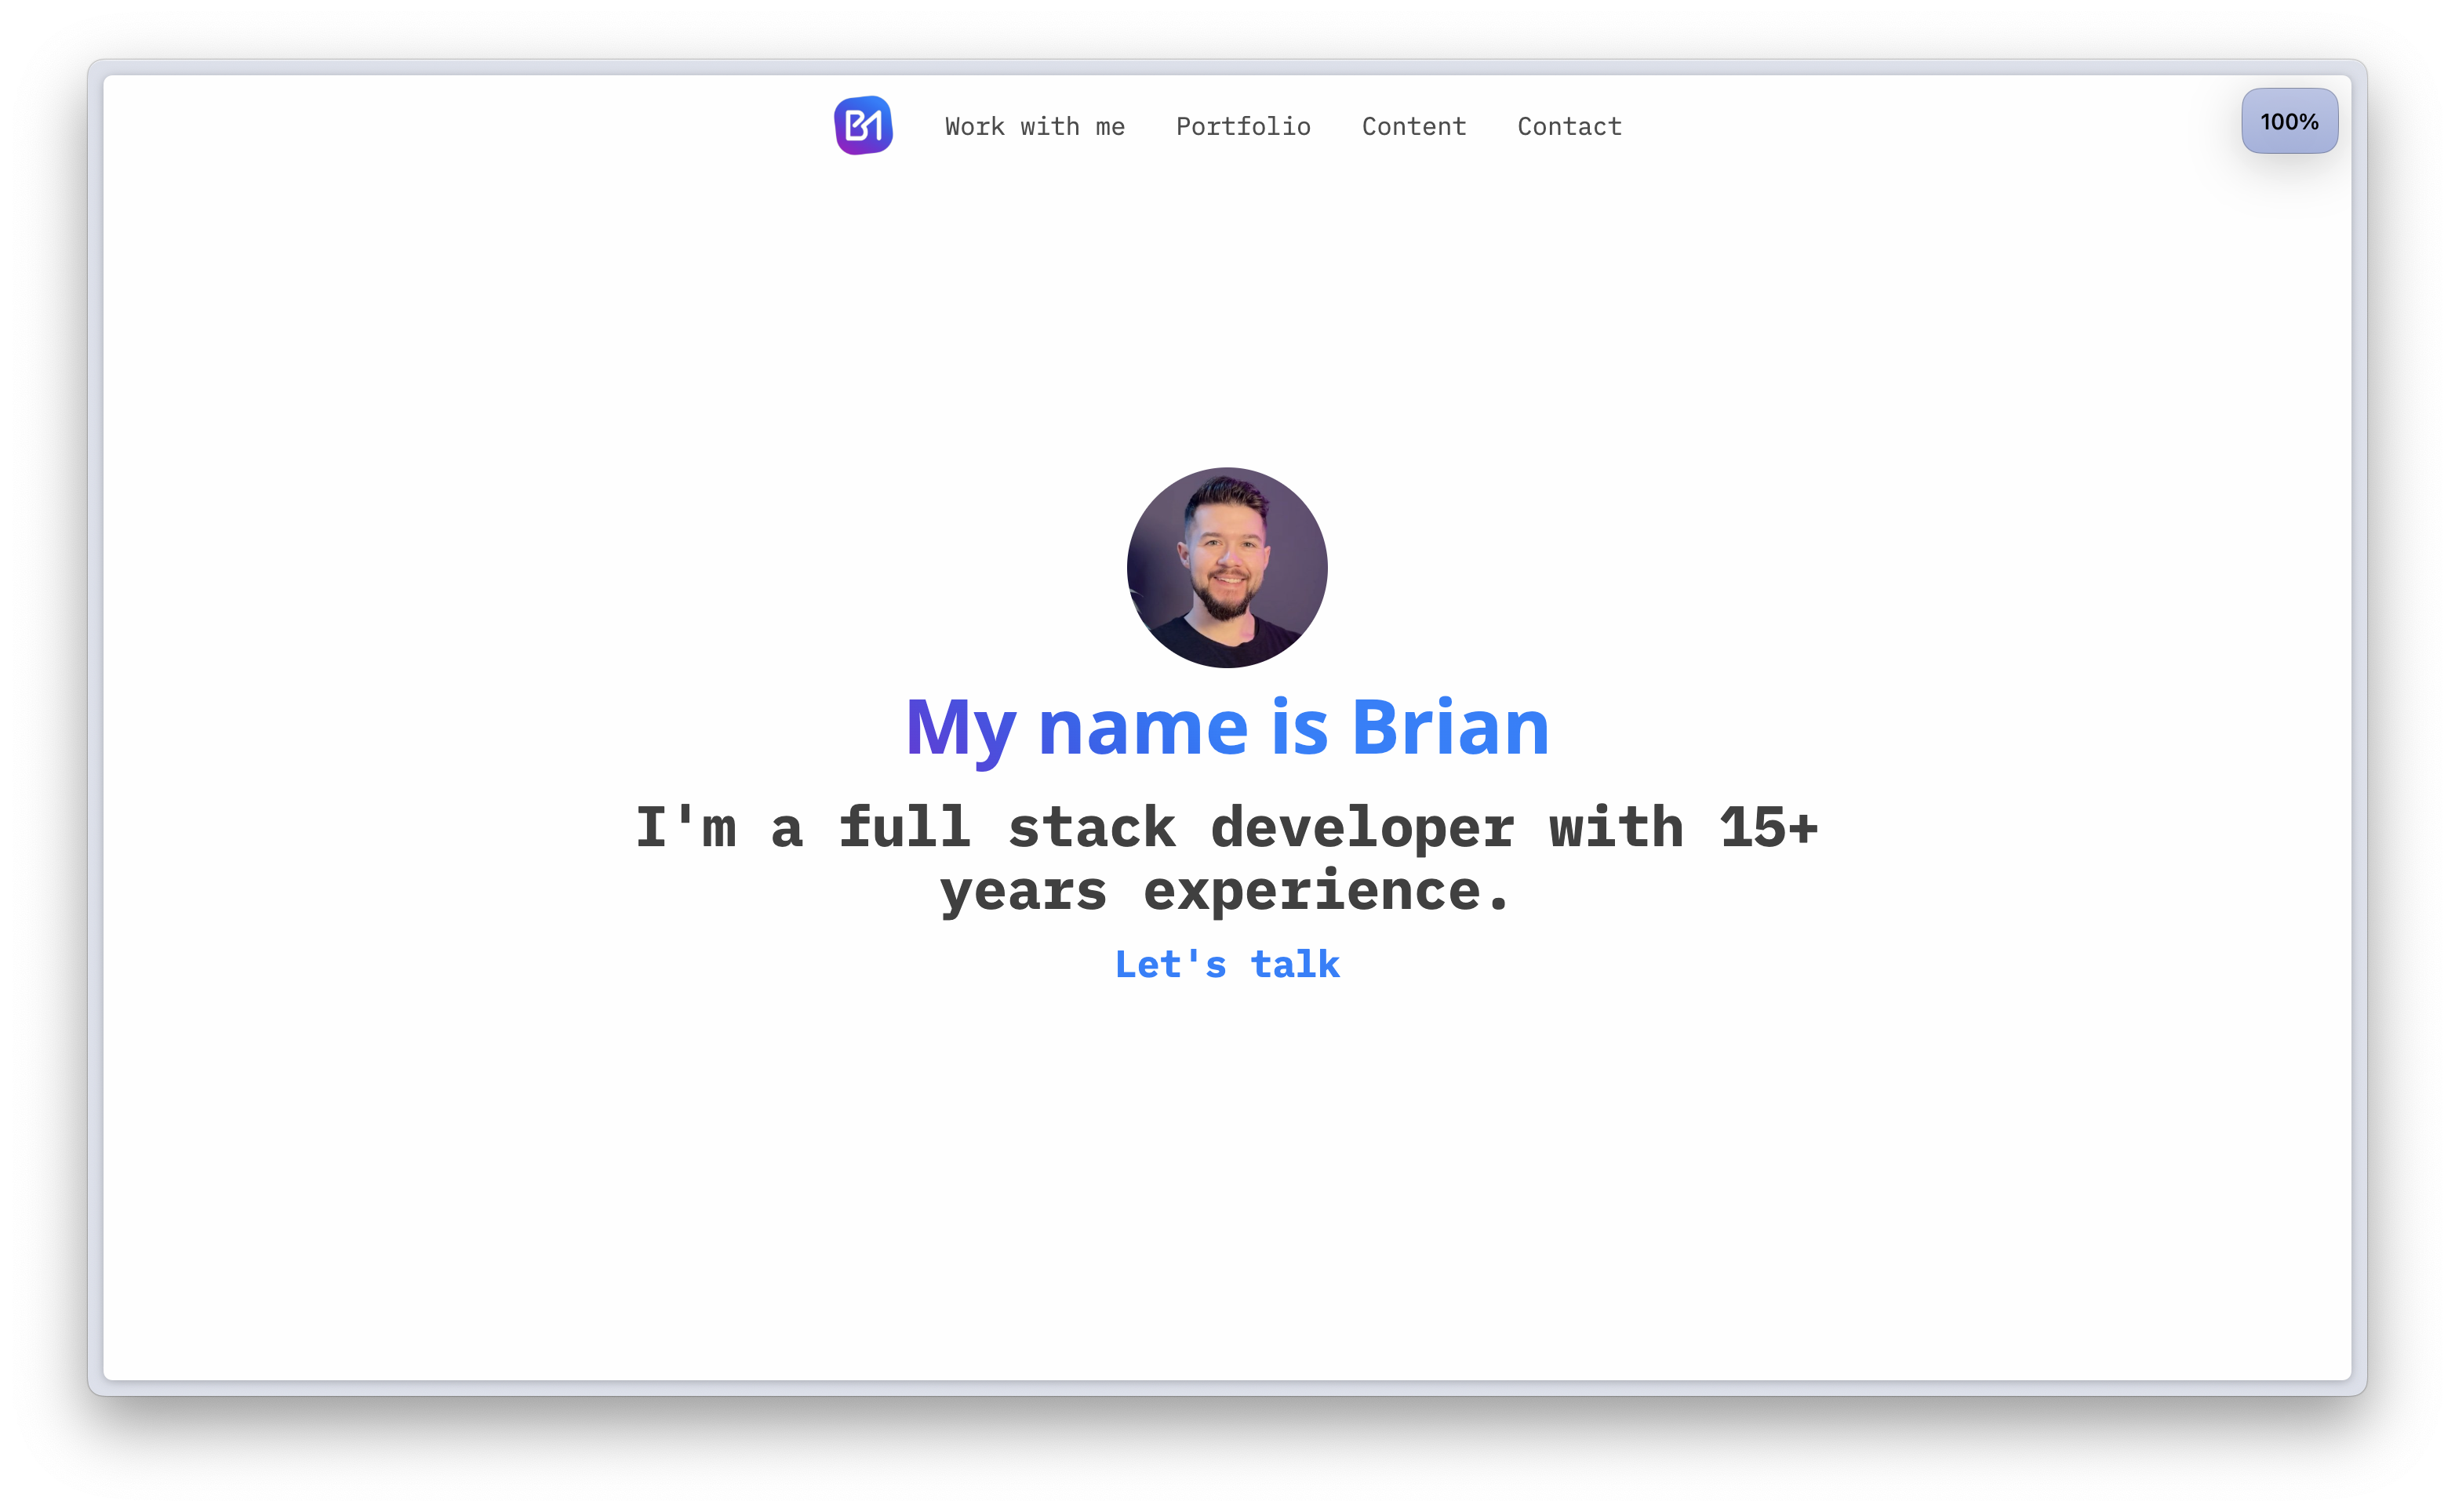 Work with me Portfolio Content Contact
100%
My name is Brian
I'm a full stack developer with 15+
years experience.
Let's talk